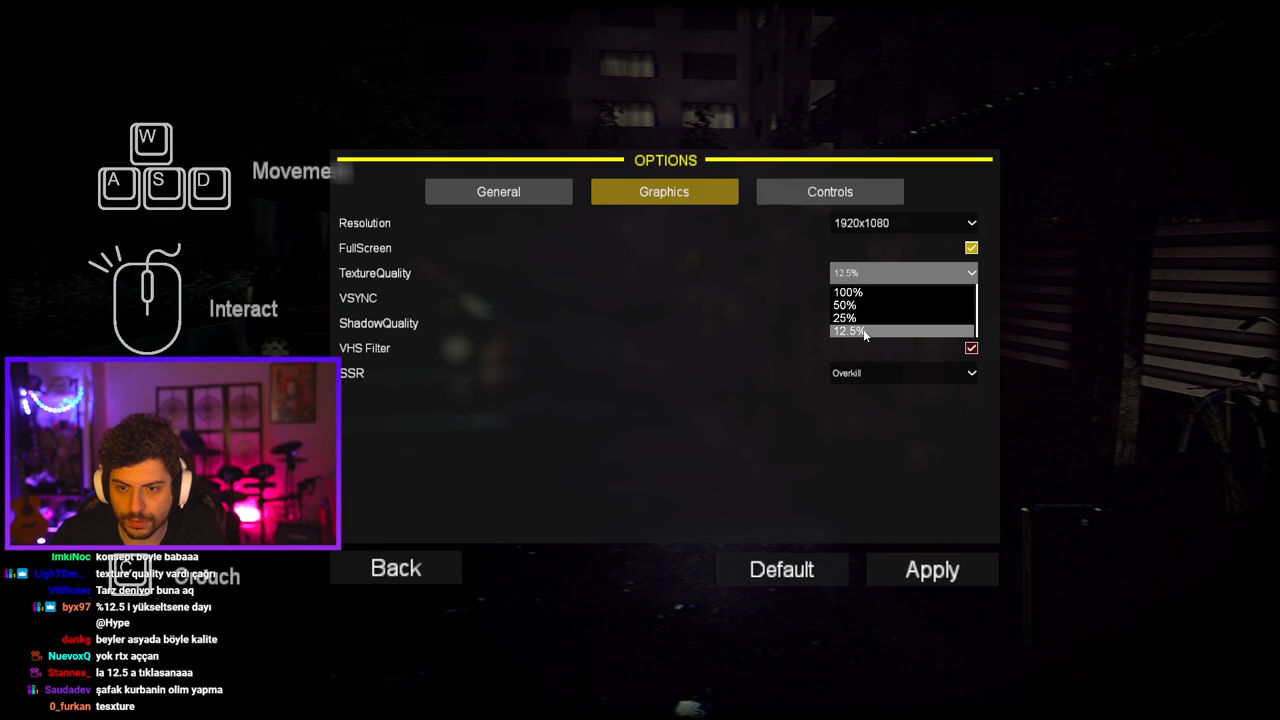 W
A S D
Movemen
Interact
OPTIONS
General
Graphics
Controls
Resolution
1920x1080
FullScreen
TextureQuality
12.5%
100%
50%
25%
12.5%
VSYNC
ShadowQuality
VHS Filter
SSR
Overkill
Back
Default
Apply
C
Crouch
ImkiNoc konsept böyle babaaa
texture quality vardı çağrı
Tarz deniyor buna aq
byx97 %12.5 i yükseltsene dayı
@Hype
dankg beyler asyada böyle kalite
NuevoxQ yok rtx aççan
Stannex_ la 12.5 a tıklasanaaa
Saudadev şafak kurbanin olim yapma
0_furkan tesxture